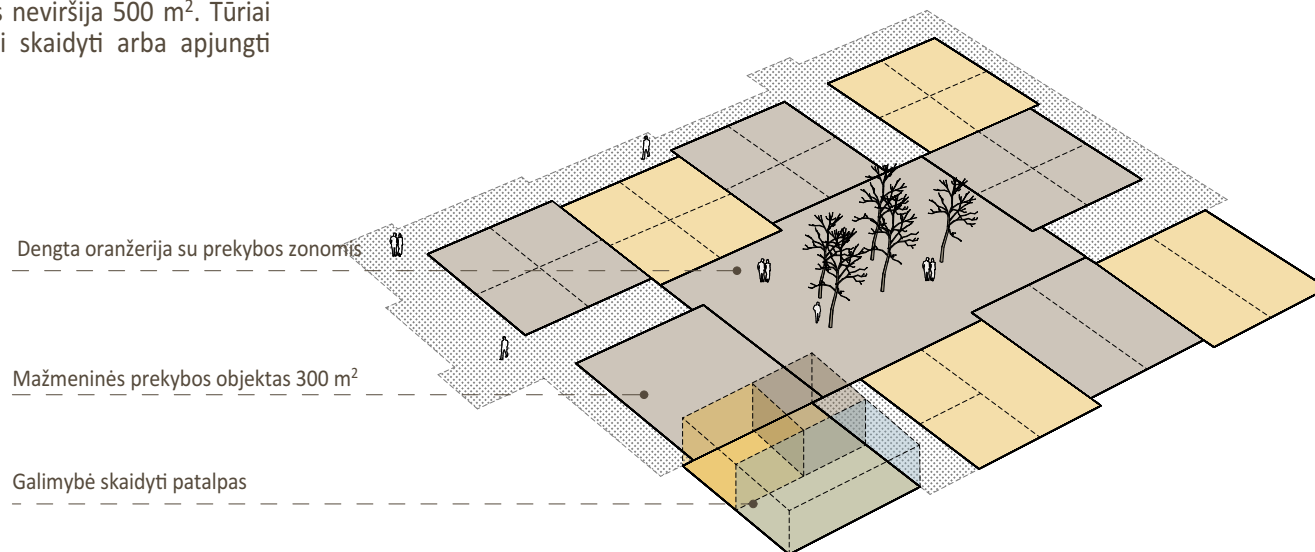 s neviršija 500 m². Tūriai
i skaidyti arba apjungti
Dengta oranžerija su prekybos zonomis
Mažmeninės prekybos objektas 300 m²
Galimybė skaidyti patalpas